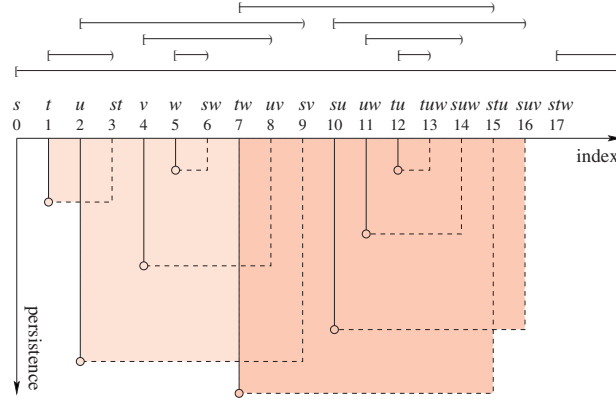 s t u st v w sw tw uv sv su uw tu tuw suw stu suv stw
0 1 2 3 4 5 6 7 8 9 10 11 12 13 14 15 16 17
index
persistence